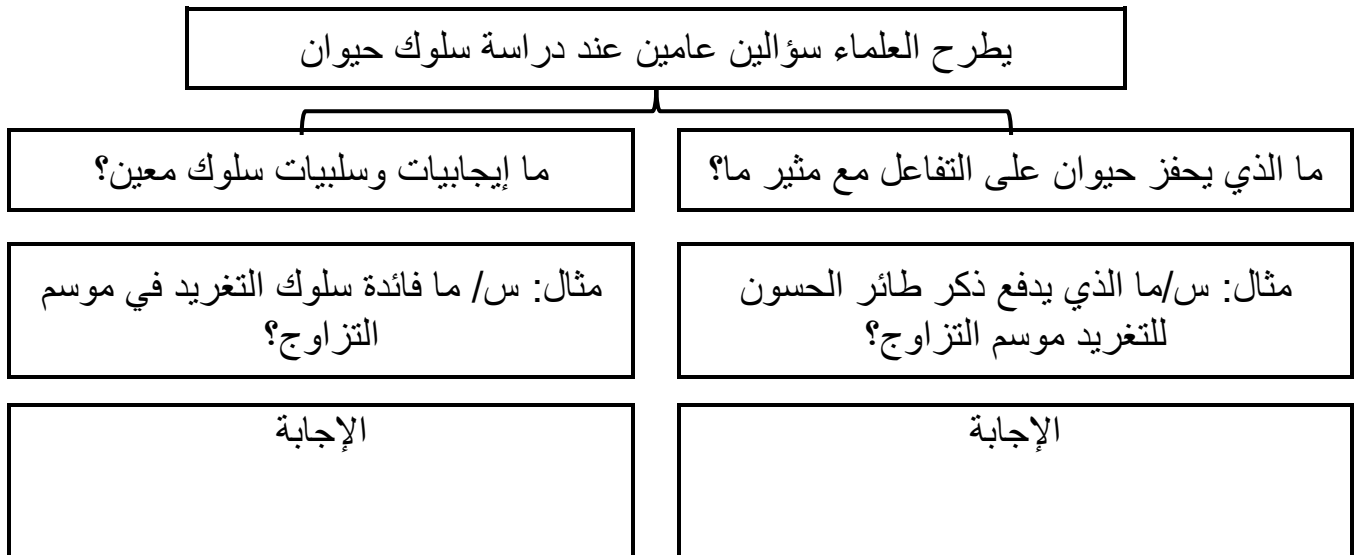 يطرح العلماء سؤالين عامين عند دراسة سلوك حيوان
ما الذي يحفز حيوان على التفاعل مع مثير ما؟
ما إيجابيات وسلبيات سلوك معين؟
مثال: س/ما الذي يدفع ذكر طائر الحسون
للتغريد موسم التزاوج؟
مثال: س/ ما فائدة سلوك التغريد في موسم
التزاوج؟
الإجابة
الإجابة